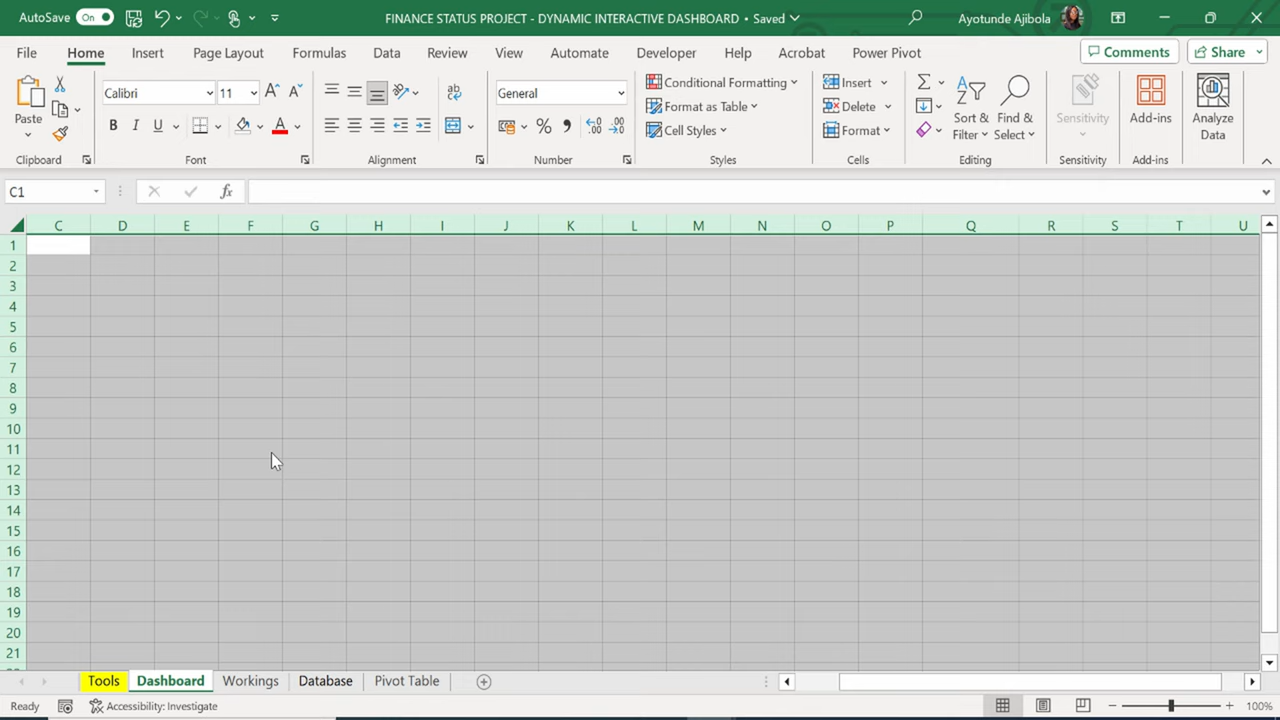 AutoSave On FINANCE STATUS PROJECT - DYNAMIC INTERACTIVE DASHBOARD • Saved Ayotunde Ajibola
File Home Insert Page Layout Formulas Data Review View Automate Developer Help Acrobat Power Pivot Comments Share
Paste
Clipboard
Calibri 11
B I U A
Font
Alignment
General
Number
Conditional Formatting
Format as Table
Cell Styles
Styles
Insert
Delete
Format
Cells
Sort & Filter
Find & Select
Editing
Sensitivity
Sensitivity
Add-ins
Add-ins
Analyze Data
C1 fx
C D E F G H I J K L M N O P Q R S T U
1
2
3
4
5
6
7
8
9
10
11
12
13
14
15
16
17
18
19
20
21
Tools Dashboard Workings Database Pivot Table
Ready Accessibility: Investigate 100%